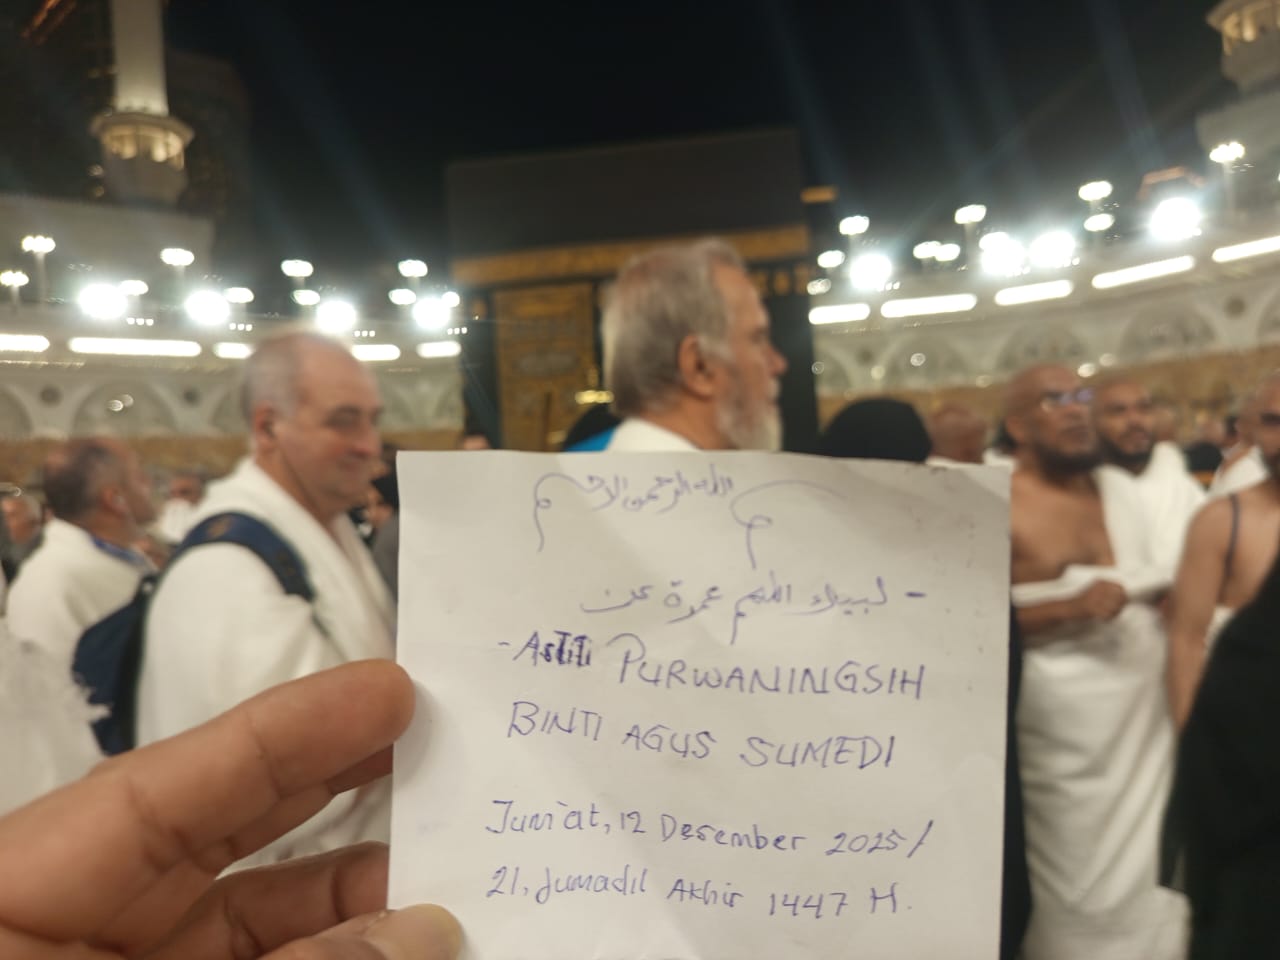 بسم الله الرحمن الرحيم
- لبيك اللهم عمرة عن
- Astiti PURWANINGSIH
BINTI AGUS SUMEDI
Jum'at, 12 Desember 2025/
21, Jumadil Akhir 1447 H.